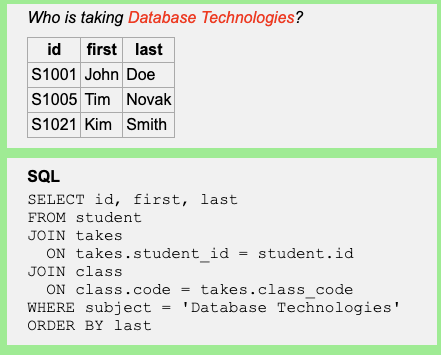 Who is taking Database Technologies?
id first last
S1001 John Doe
S1005 Tim Novak
S1021 Kim Smith
SQL
SELECT id, first, last
FROM student
JOIN takes
  ON takes.student_id = student.id
JOIN class
  ON class.code = takes.class_code
WHERE subject = 'Database Technologies'
ORDER BY last